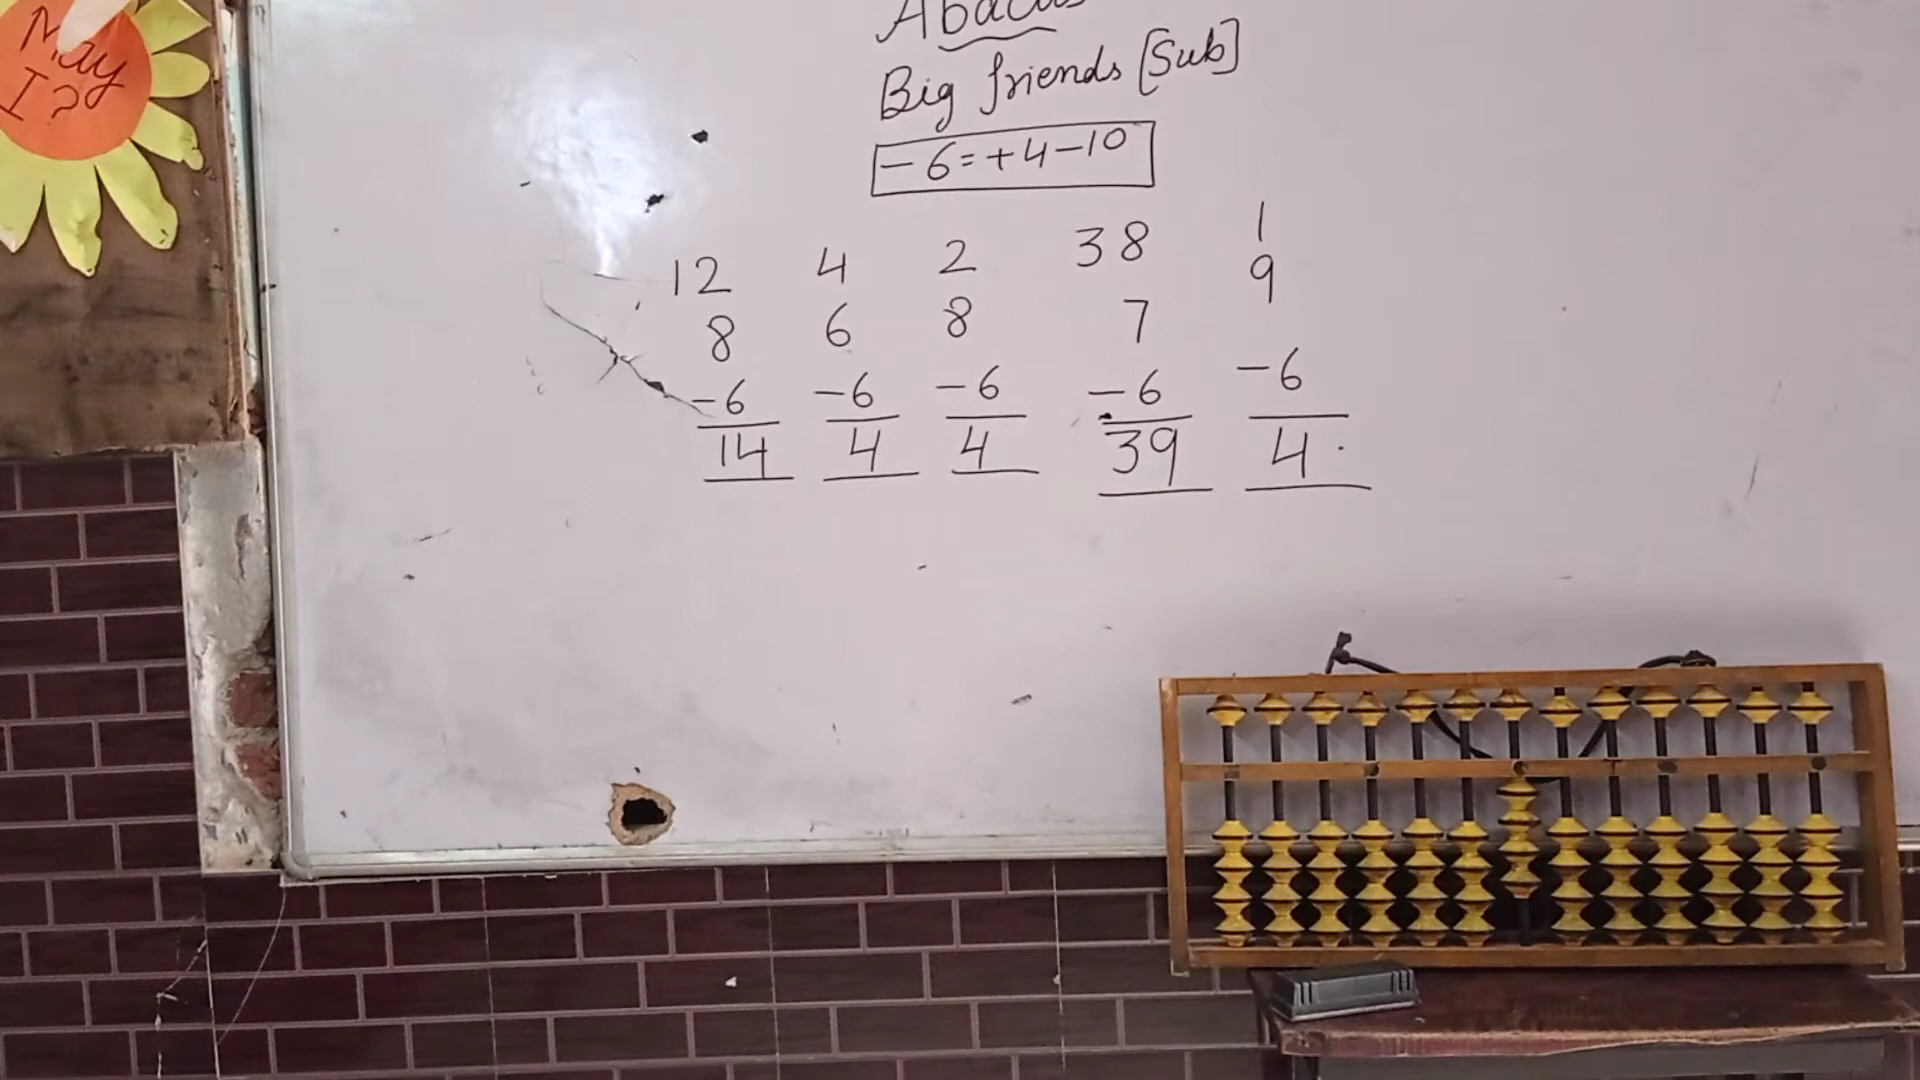 May
I ?
Abacus
Big friends [Sub]
-6=+4-10
12 4 2 38 1
8 6 8 7 9
-6 -6 -6 -6 -6
14 4 4 39 4.